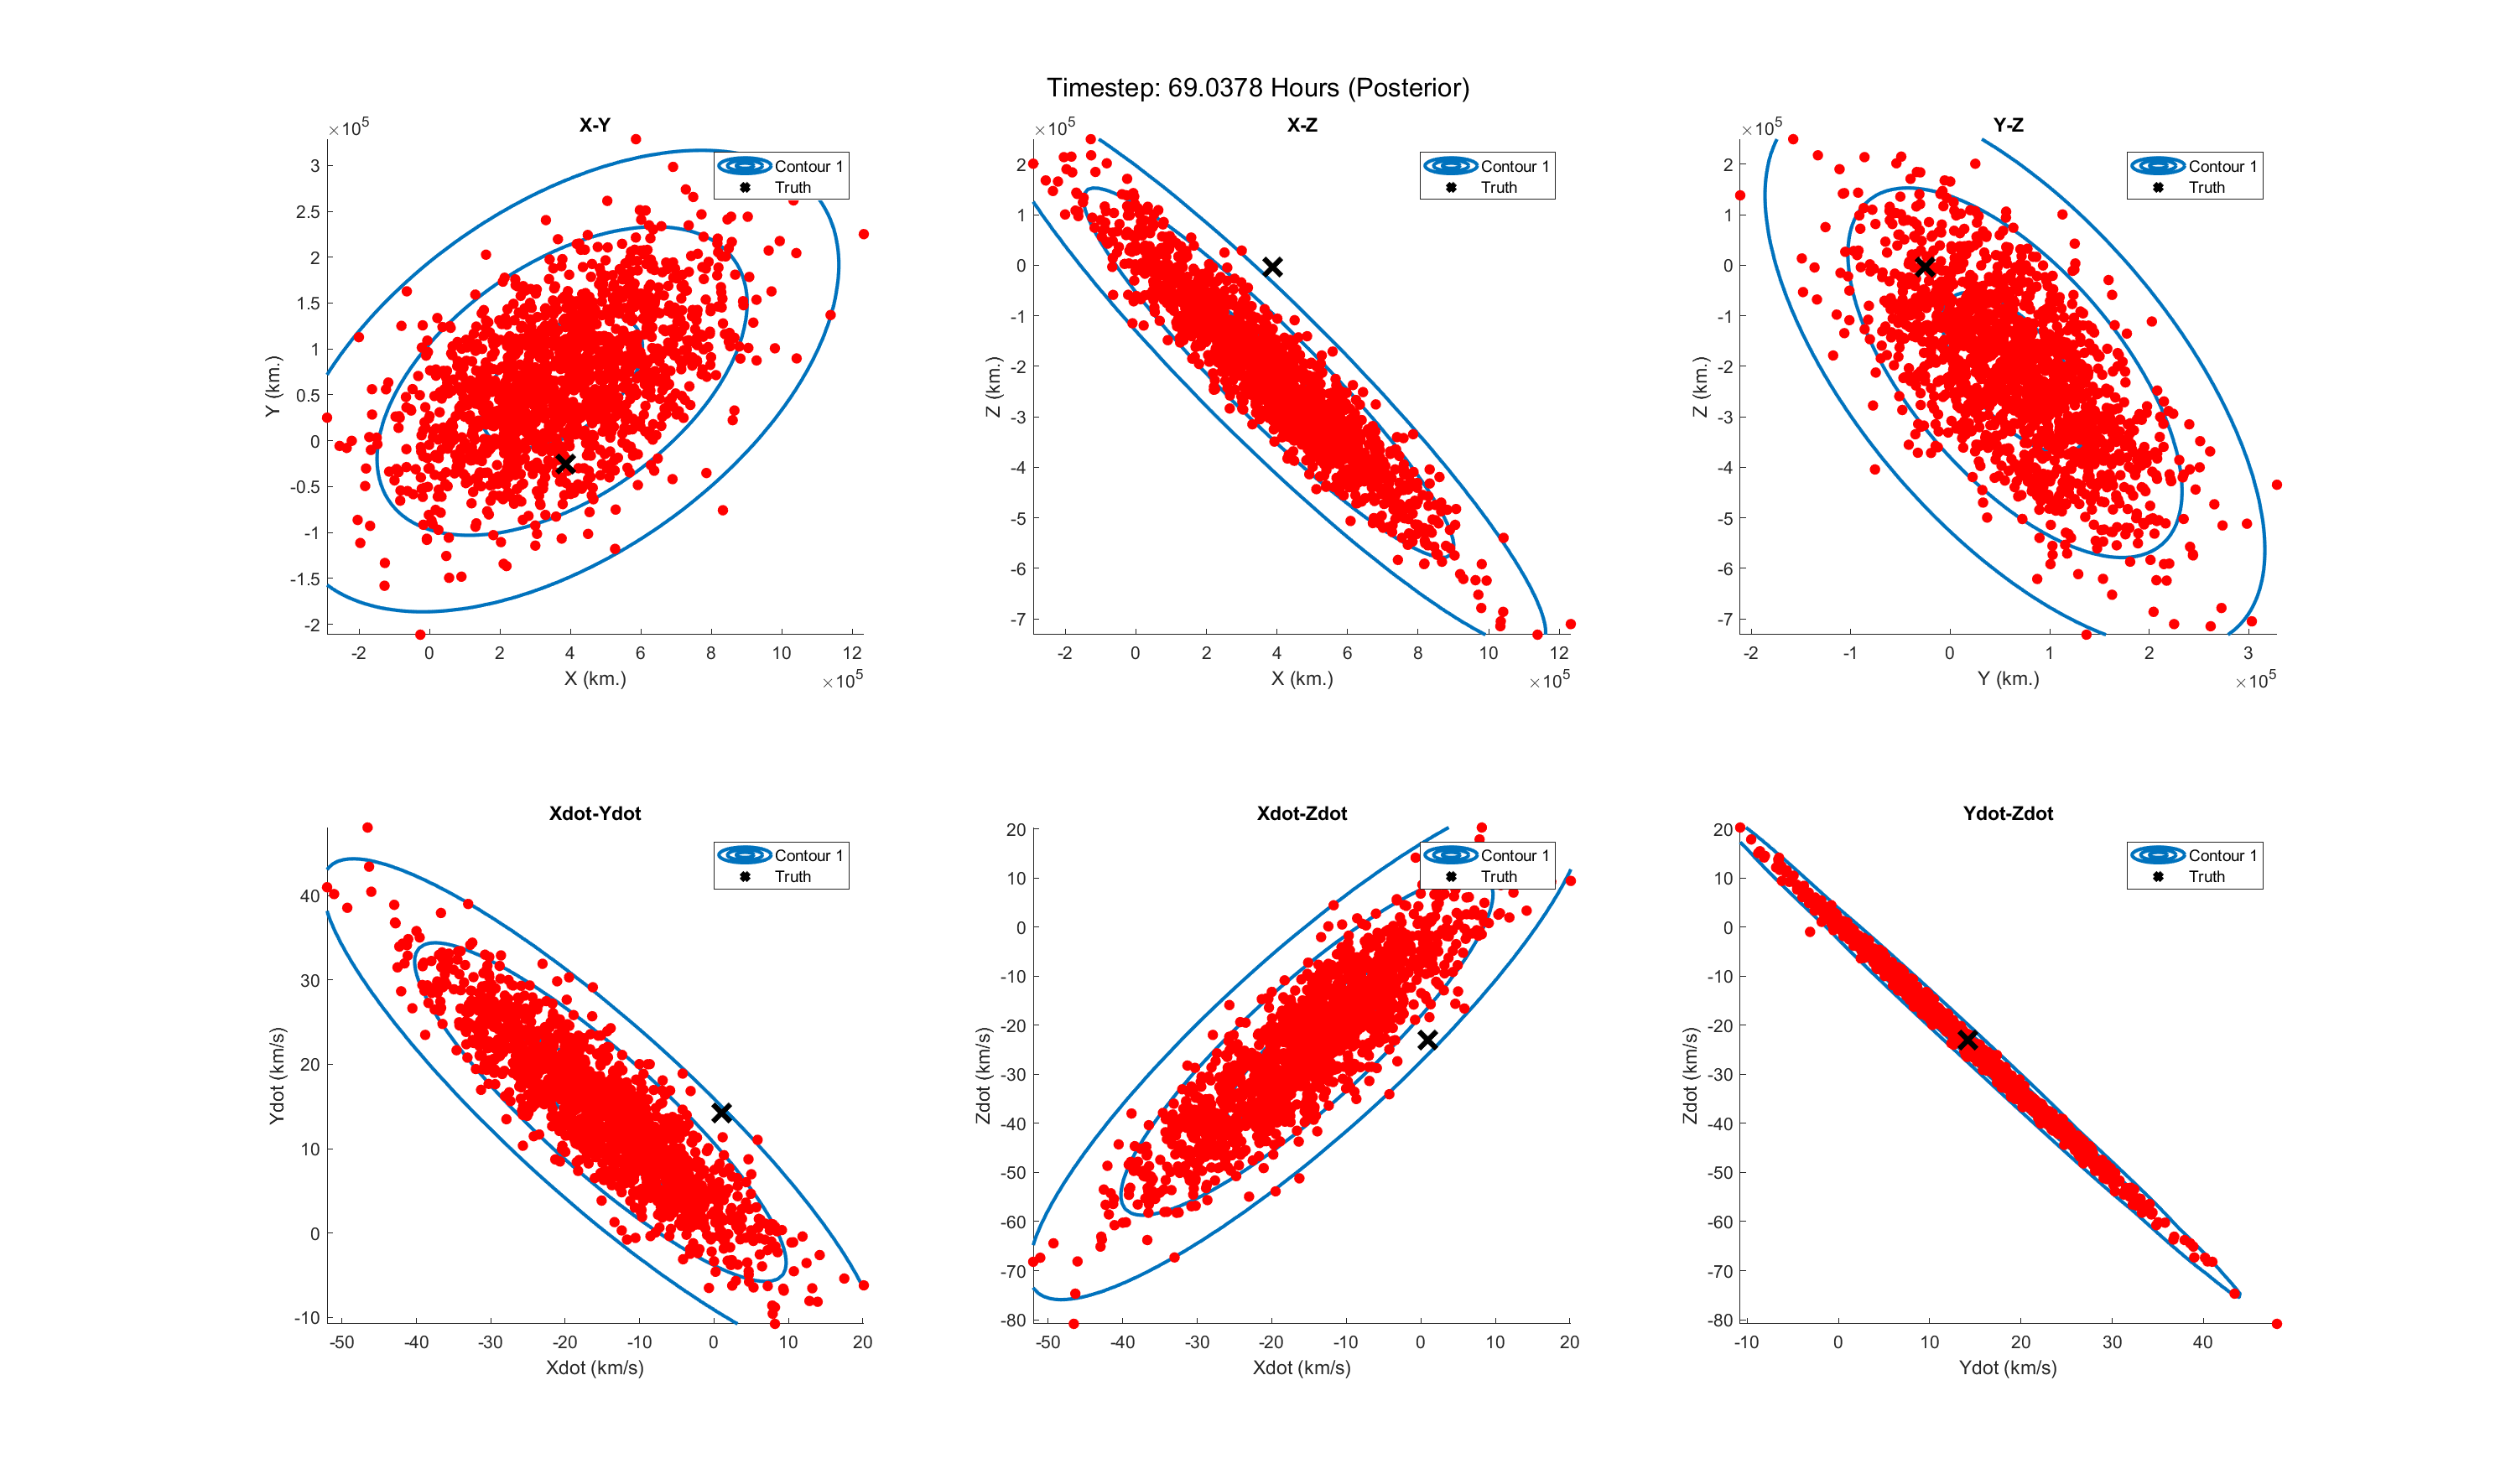 Timestep: 69.0378 Hours (Posterior)
X-Y
×10^5
Contour 1
Truth
3
2.5
2
1.5
1
0.5
0
-0.5
-1
-1.5
-2
Y (km.)
-2 0 2 4 6 8 10 12
X (km.)
×10^5
X-Z
×10^5
Contour 1
Truth
2
1
0
-1
-2
-3
-4
-5
-6
-7
Z (km.)
-2 0 2 4 6 8 10 12
X (km.)
×10^5
Y-Z
×10^5
Contour 1
Truth
2
1
0
-1
-2
-3
-4
-5
-6
-7
Z (km.)
-2 -1 0 1 2 3
Y (km.)
×10^5
Xdot-Ydot
Contour 1
Truth
40
30
20
10
0
-10
Ydot (km/s)
-50 -40 -30 -20 -10 0 10 20
Xdot (km/s)
Xdot-Zdot
Contour 1
Truth
20
10
0
-10
-20
-30
-40
-50
-60
-70
-80
Zdot (km/s)
-50 -40 -30 -20 -10 0 10 20
Xdot (km/s)
Ydot-Zdot
Contour 1
Truth
20
10
0
-10
-20
-30
-40
-50
-60
-70
-80
Zdot (km/s)
-10 0 10 20 30 40
Ydot (km/s)